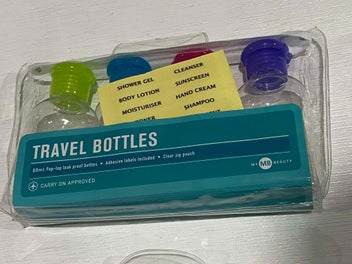 SHOWER GEL
BODY LOTION
MOISTURISER
CLEANSER
SUNSCREEN
HAND CREAM
SHAMPOO
TRAVEL BOTTLES
80ml Pop-top leak proof bottles • Adhesive labels included • Clear zip pouch
CARRY ON APPROVED
MY MB BEAUTY